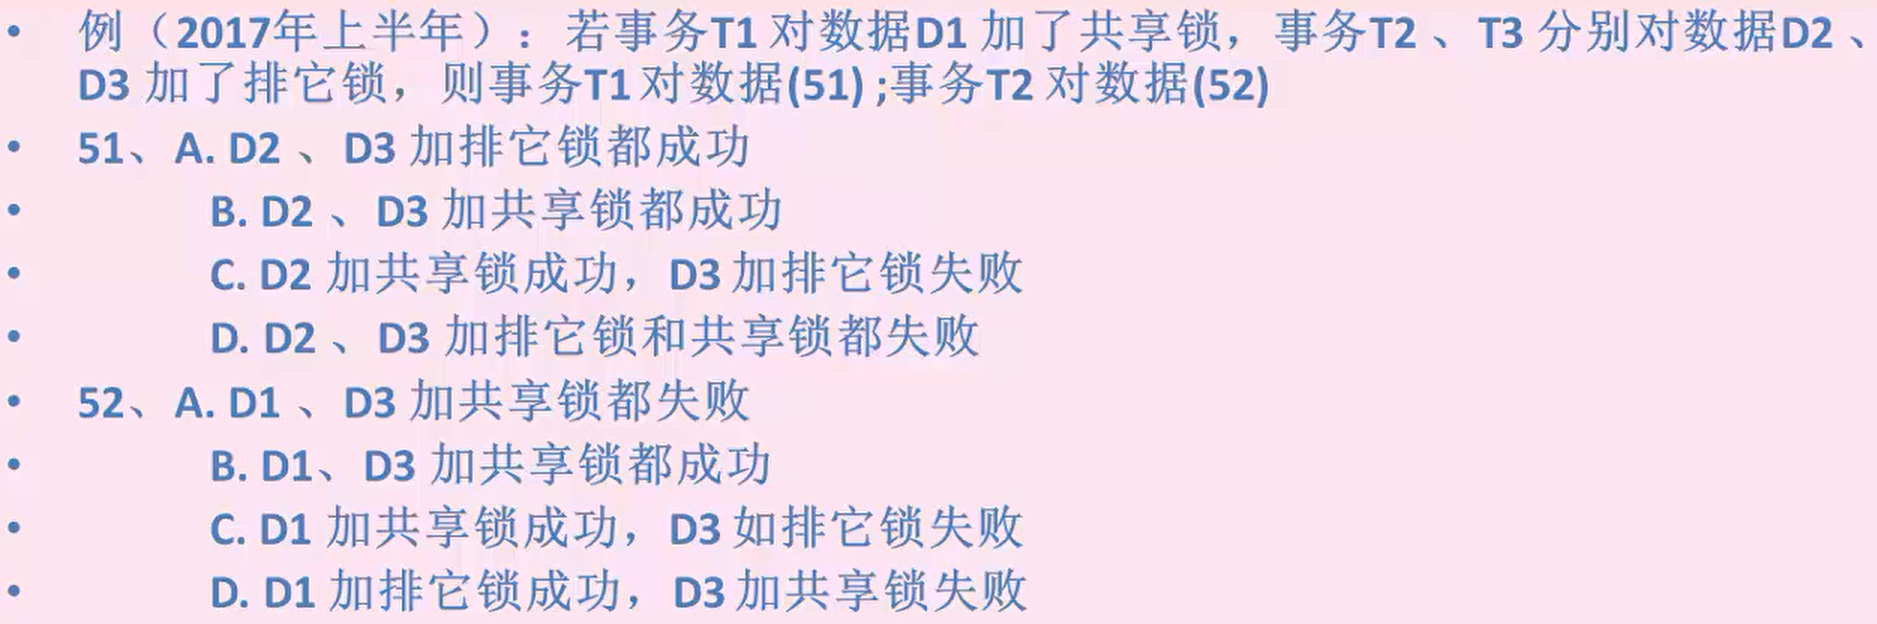 • 例（2017年上半年）：若事务T1 对数据D1 加了共享锁，事务T2 、T3 分别对数据D2 、
D3 加了排它锁，则事务T1 对数据(51) ;事务T2 对数据(52)
• 51、A. D2 、D3 加排它锁都成功
• B. D2 、D3 加共享锁都成功
• C. D2 加共享锁成功，D3 加排它锁失败
• D. D2 、D3 加排它锁和共享锁都失败
• 52、A. D1 、D3 加共享锁都失败
• B. D1、D3 加共享锁都成功
• C. D1 加共享锁成功，D3 如排它锁失败
• D. D1 加排它锁成功，D3 加共享锁失败